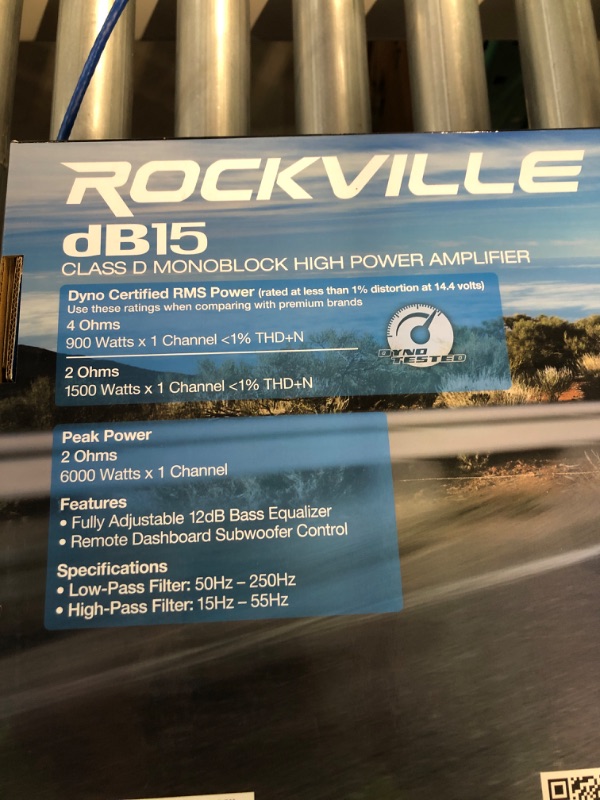 ROCKVILLE
dB15
CLASS D MONOBLOCK HIGH POWER AMPLIFIER
Dyno Certified RMS Power (rated at less than 1% distortion at 14.4 volts)
Use these ratings when comparing with premium brands
4 Ohms
900 Watts x 1 Channel <1% THD+N
DYNO
TESTED
2 Ohms
1500 Watts x 1 Channel <1% THD+N
Peak Power
2 Ohms
6000 Watts x 1 Channel
Features
• Fully Adjustable 12dB Bass Equalizer
• Remote Dashboard Subwoofer Control
Specifications
• Low-Pass Filter: 50Hz – 250Hz
• High-Pass Filter: 15Hz – 55Hz